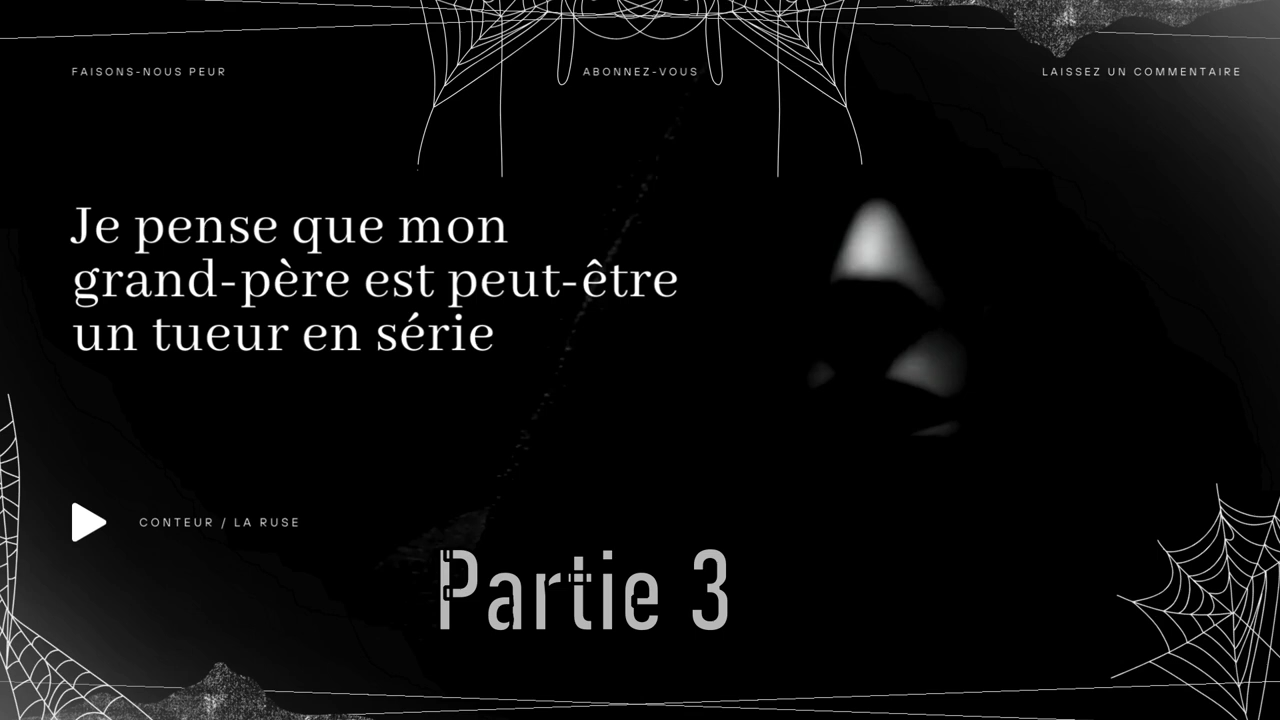 FAISONS-NOUS PEUR
ABONNEZ-VOUS
LAISSEZ UN COMMENTAIRE
Je pense que mon
grand-père est peut-être
un tueur en série
CONTEUR / LA RUSE
Partie 3